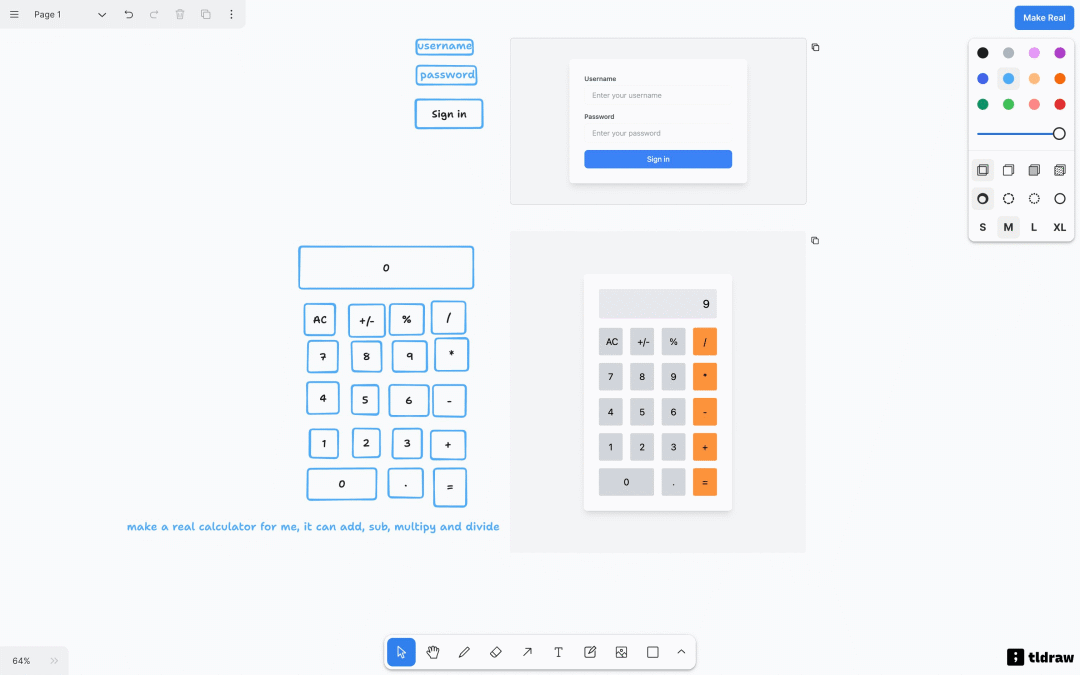 Page 1
Make Real
username
password
Sign in
Username
Enter your username
Password
Enter your password
Sign in
S M L XL
0
AC +/- % /
7 8 9 *
4 5 6 -
1 2 3 +
0 . =
make a real calculator for me, it can add, sub, multipy and divide
9
AC +/- % /
7 8 9 *
4 5 6 -
1 2 3 +
0 . =
64%
T
tldraw